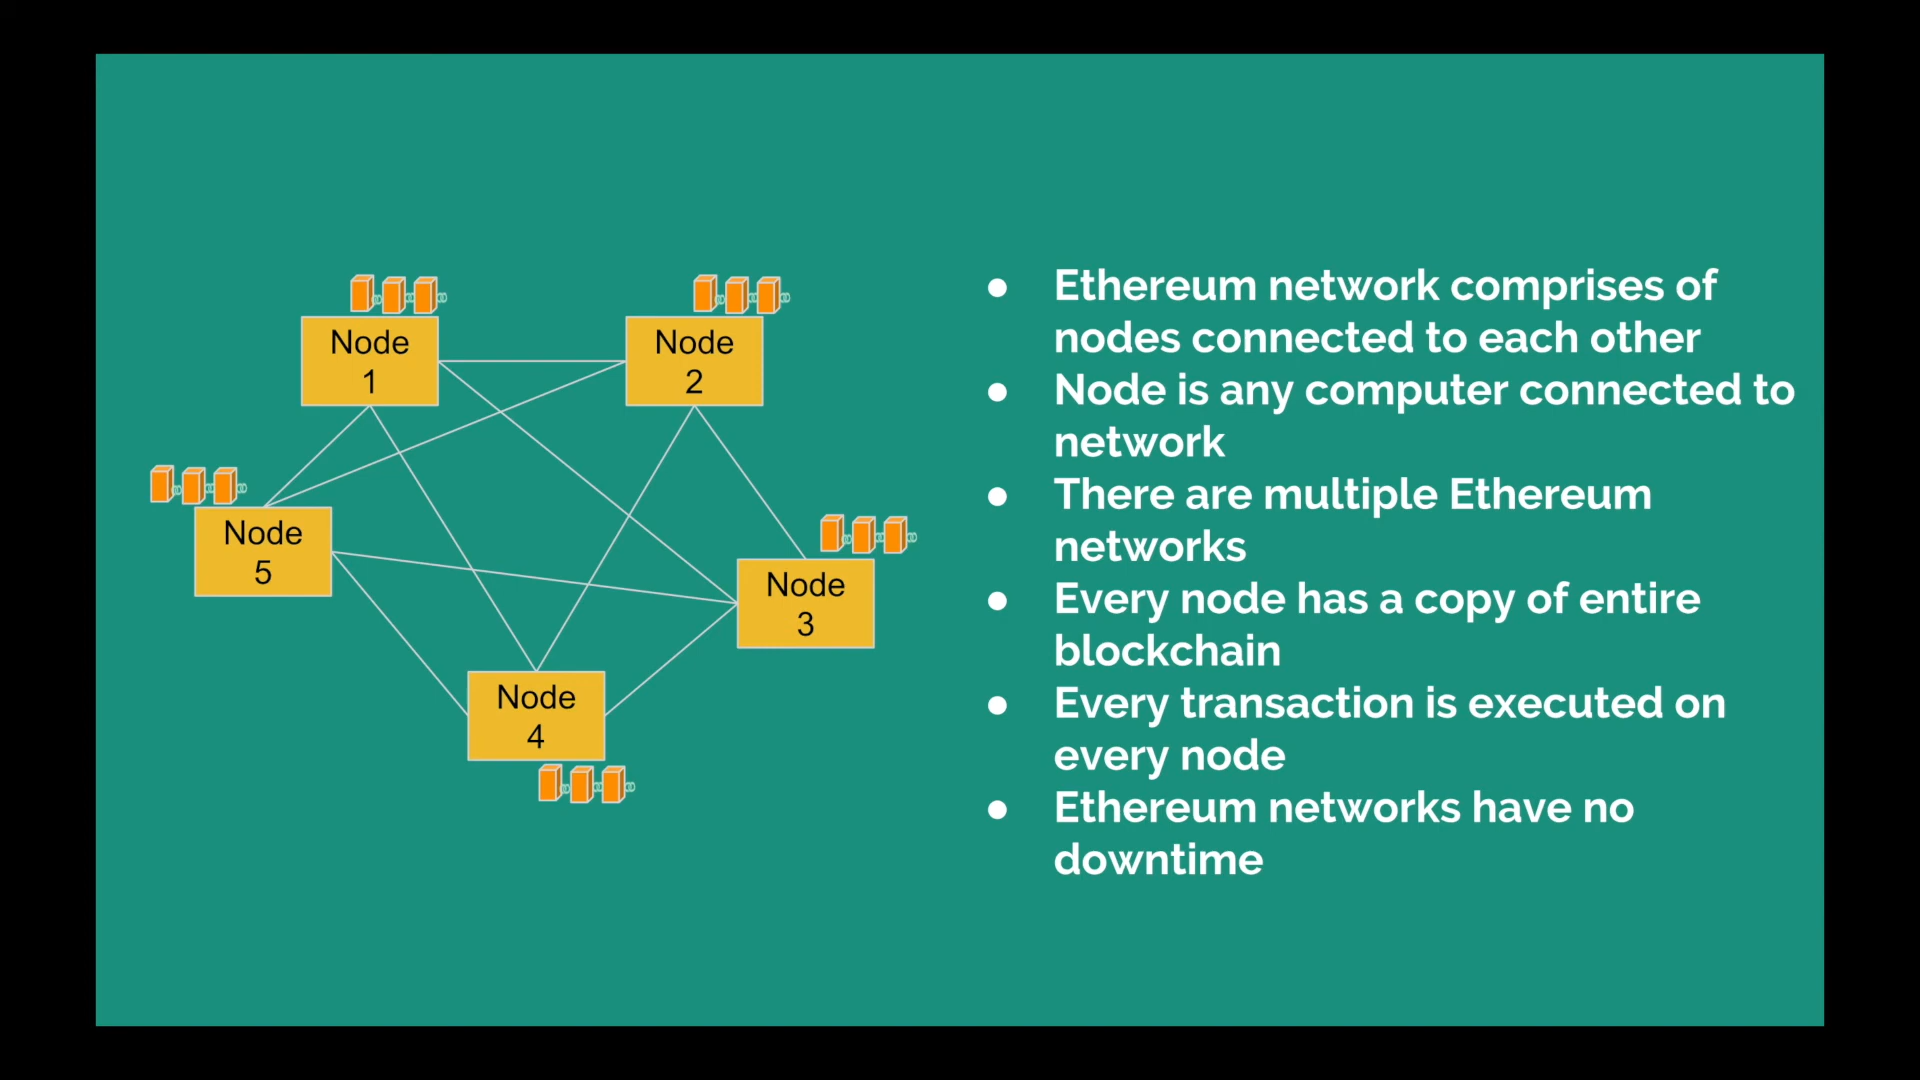 Node
1
Node
2
Node
5
Node
3
Node
4
● Ethereum network comprises of
nodes connected to each other
● Node is any computer connected to
network
● There are multiple Ethereum
networks
● Every node has a copy of entire
blockchain
● Every transaction is executed on
every node
● Ethereum networks have no
downtime